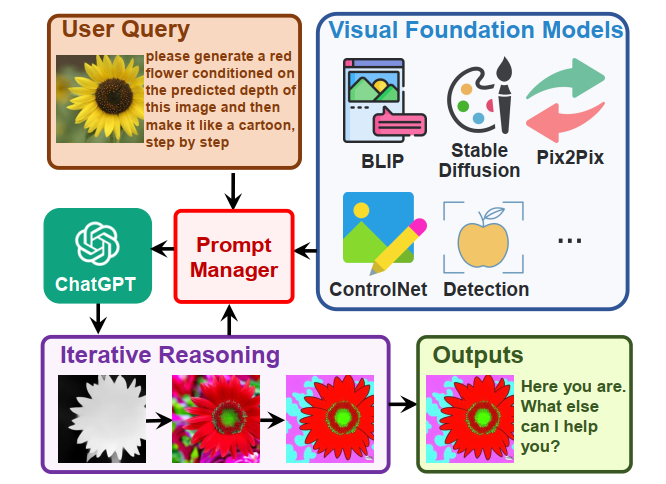 User Query
please generate a red
flower conditioned on
the predicted depth of
this image and then
make it like a cartoon,
step by step
Visual Foundation Models
BLIP
Stable
Diffusion
Pix2Pix
ControlNet
Detection
...
Prompt
Manager
ChatGPT
Iterative Reasoning
Outputs
Here you are.
What else
can I help
you?